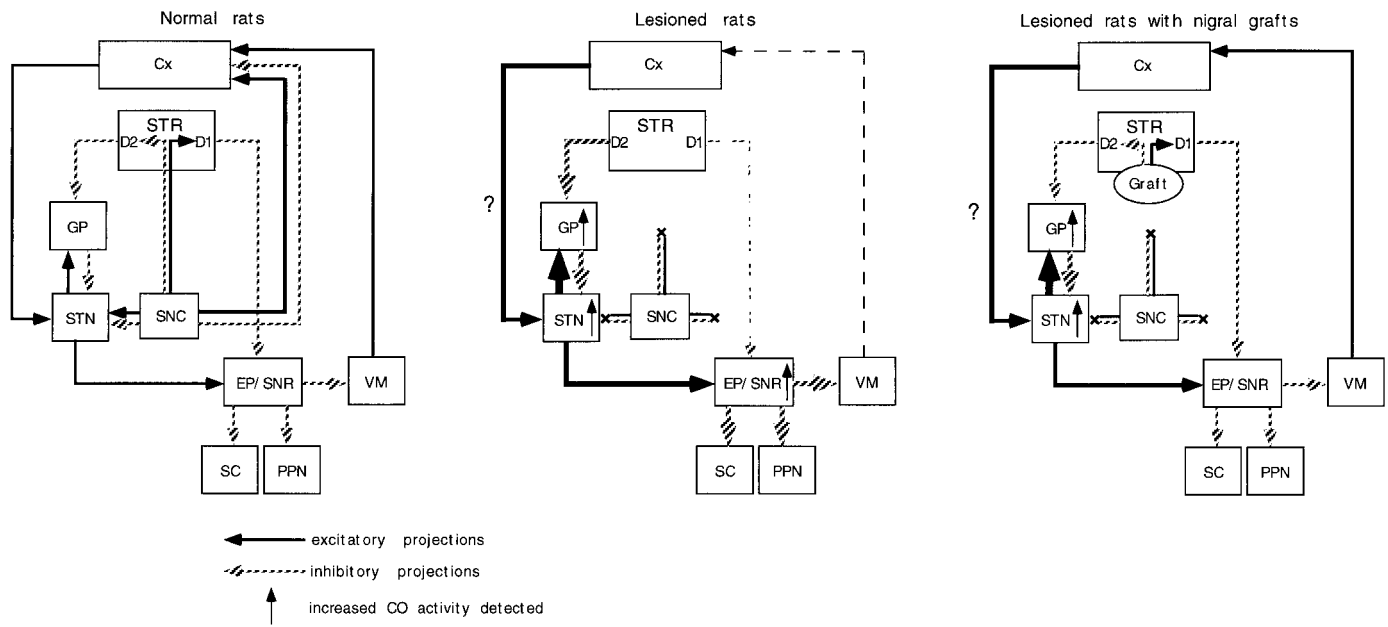 Normal rats
Cx
STR
D2
D1
GP
STN
SNC
EP/ SNR
VM
SC
PPN
Lesioned rats
Cx
STR
D2
D1
?
GP
STN
SNC
EP/ SNR
VM
SC
PPN
Lesioned rats with nigral grafts
Cx
STR
D2
D1
Graft
?
GP
STN
SNC
EP/ SNR
VM
SC
PPN
excitatory projections
inhibitory projections
increased CO activity detected